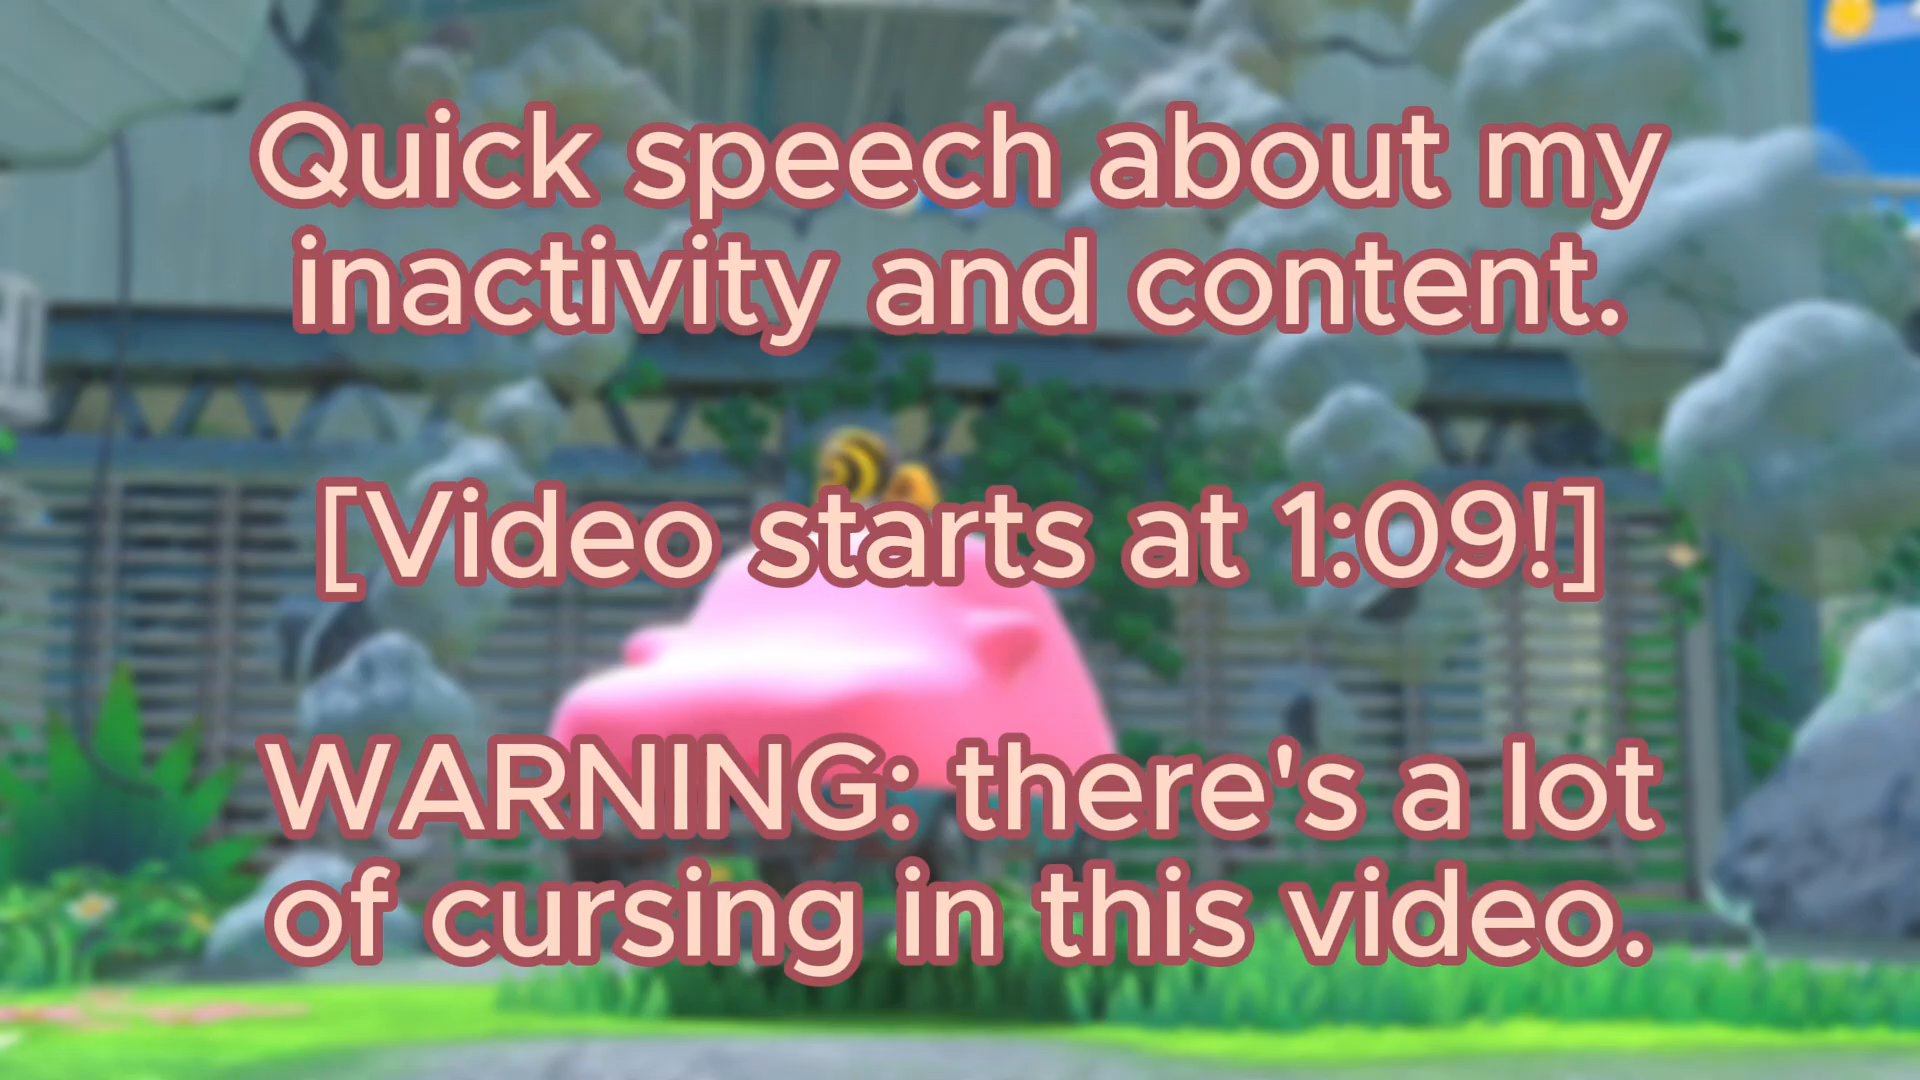 Quick speech about my
inactivity and content.
[Video starts at 1:09!]
WARNING: there's a lot
of cursing in this video.